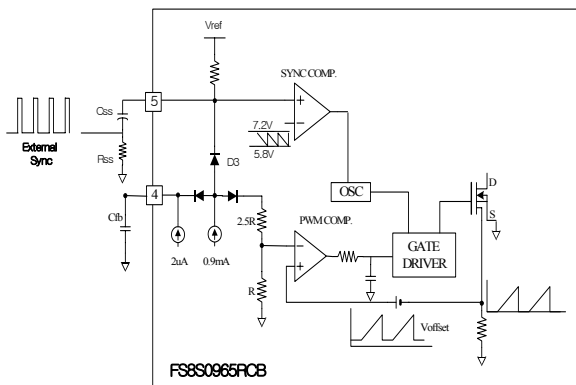 Vref
SYNC COMP.
5
Css
7.2V
5.8V
External
Sync
Rss
D3
4
OSC
D
S
Cfb
2.5R
PWM COMP.
GATE
DRIVER
2uA
0.9mA
R
Voffset
FS8S0965RCB